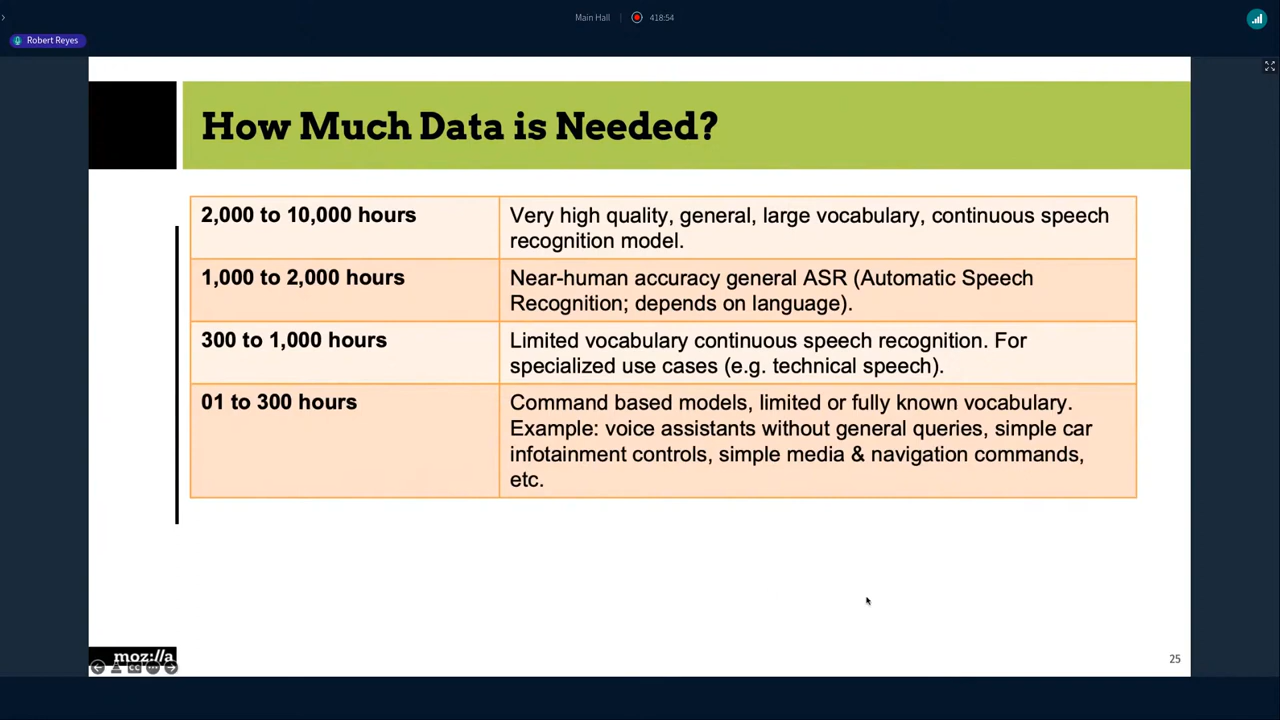 Main Hall
418:54
Robert Reyes
How Much Data is Needed?
2,000 to 10,000 hours
Very high quality, general, large vocabulary, continuous speech
recognition model.
1,000 to 2,000 hours
Near-human accuracy general ASR (Automatic Speech
Recognition; depends on language).
300 to 1,000 hours
Limited vocabulary continuous speech recognition. For
specialized use cases (e.g. technical speech).
01 to 300 hours
Command based models, limited or fully known vocabulary.
Example: voice assistants without general queries, simple car
infotainment controls, simple media & navigation commands,
etc.
moz://a
25